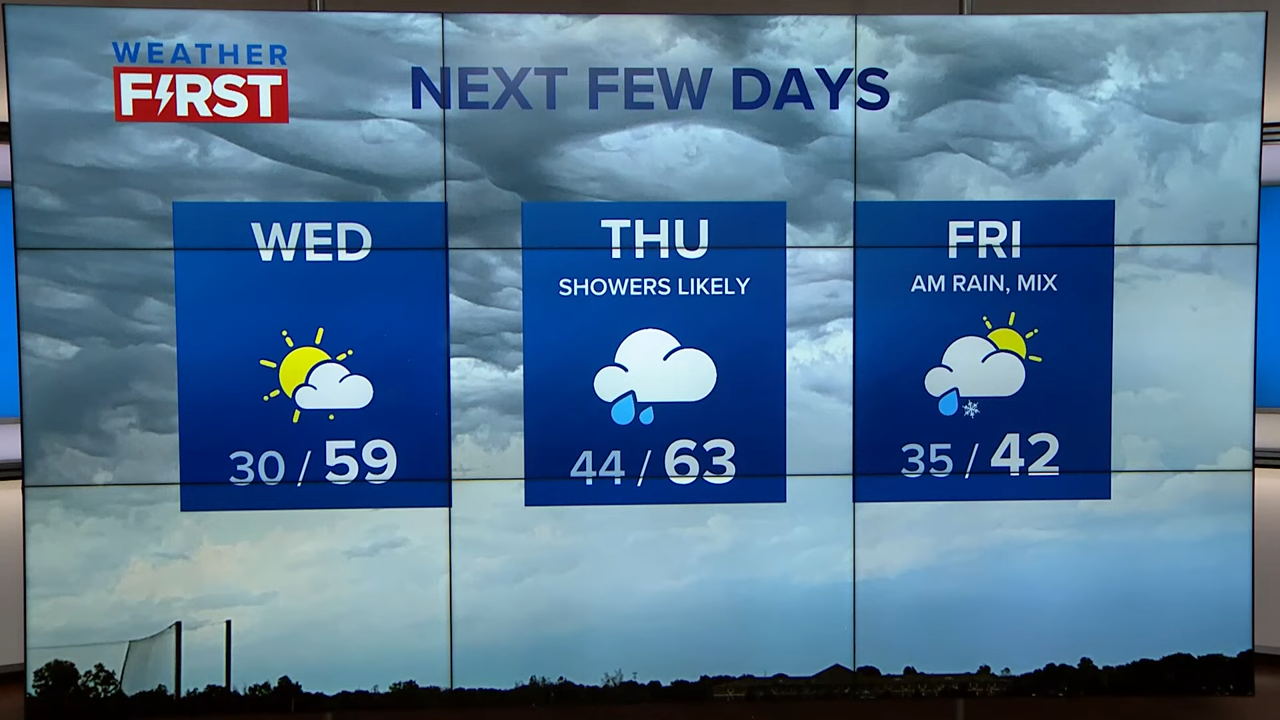 WEATHER
FIRST
NEXT FEW DAYS
WED
30 / 59
THU
SHOWERS LIKELY
44 / 63
FRI
AM RAIN, MIX
35 / 42